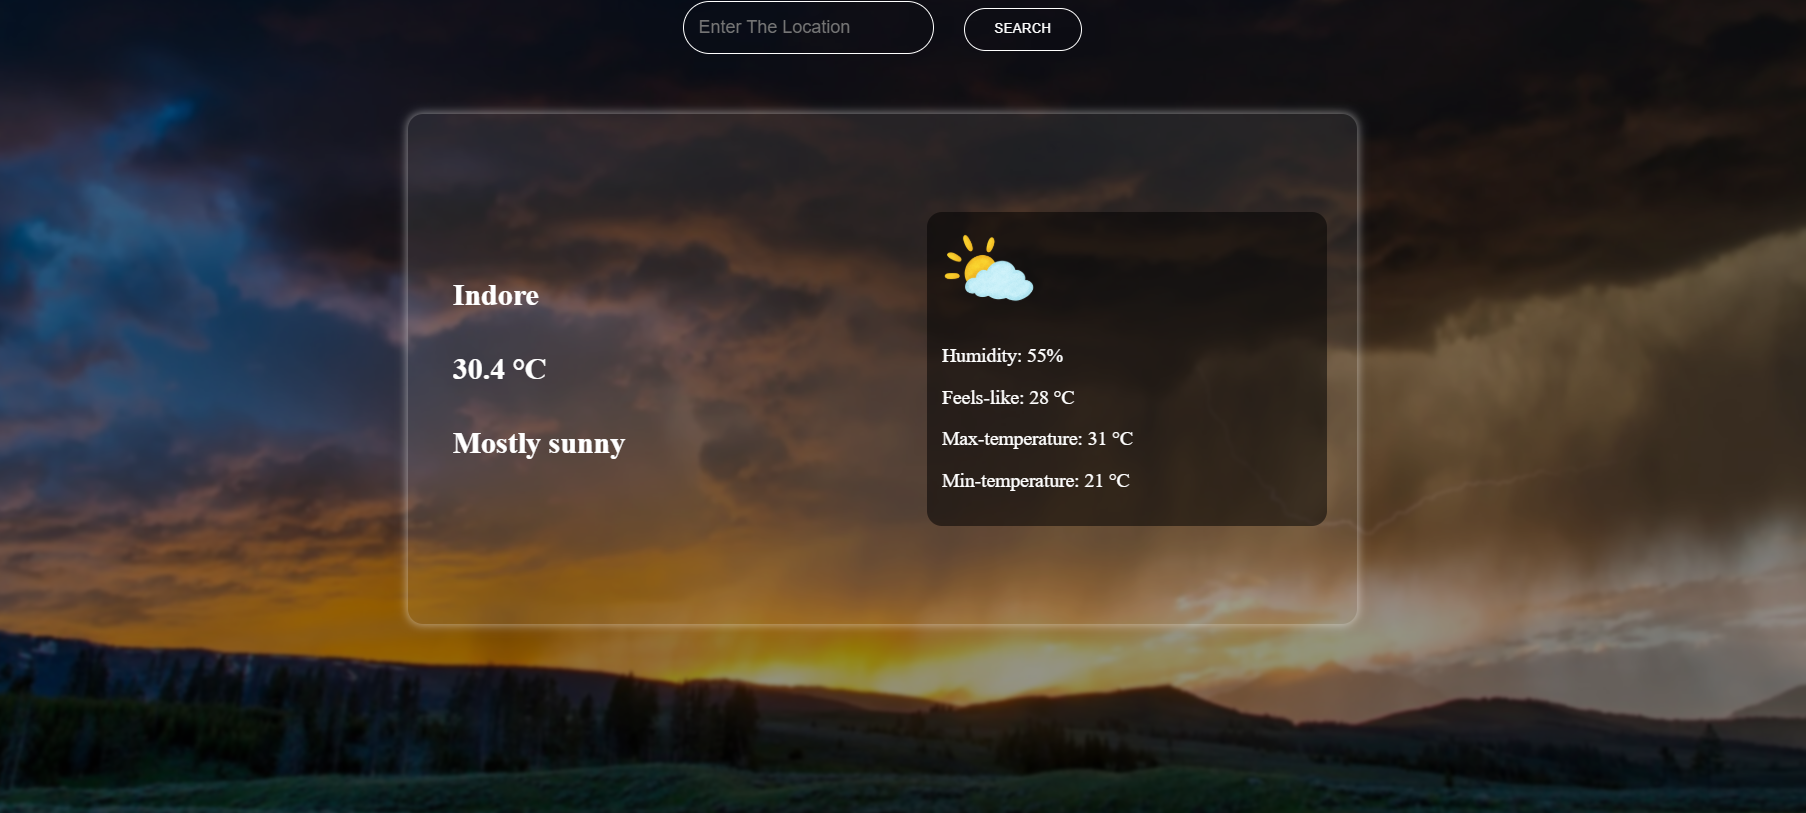 Enter The Location
SEARCH
Indore
30.4 °C
Mostly sunny
Humidity: 55%
Feels-like: 28 °C
Max-temperature: 31 °C
Min-temperature: 21 °C